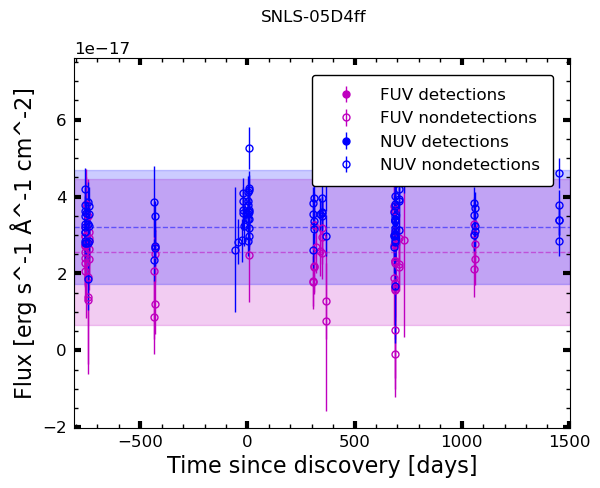 SNLS-05D4ff
1e−17
FUV detections
FUV nondetections
NUV detections
NUV nondetections
6
4
2
0
−2
Flux [erg s^-1 Å^-1 cm^-2]
−500
0
500
1000
1500
Time since discovery [days]